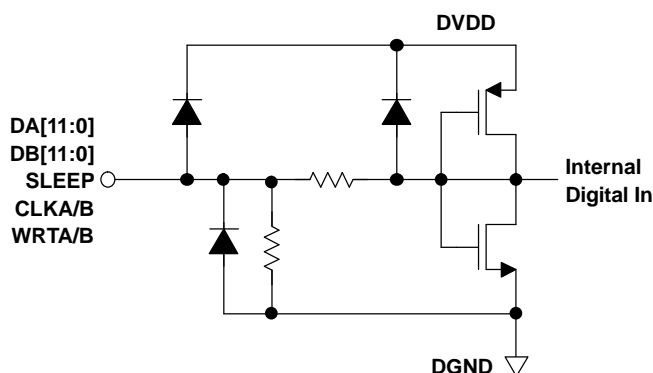 DVDD
DA[11:0]
DB[11:0]
SLEEP
CLKA/B
WRTA/B
Internal
Digital In
DGND